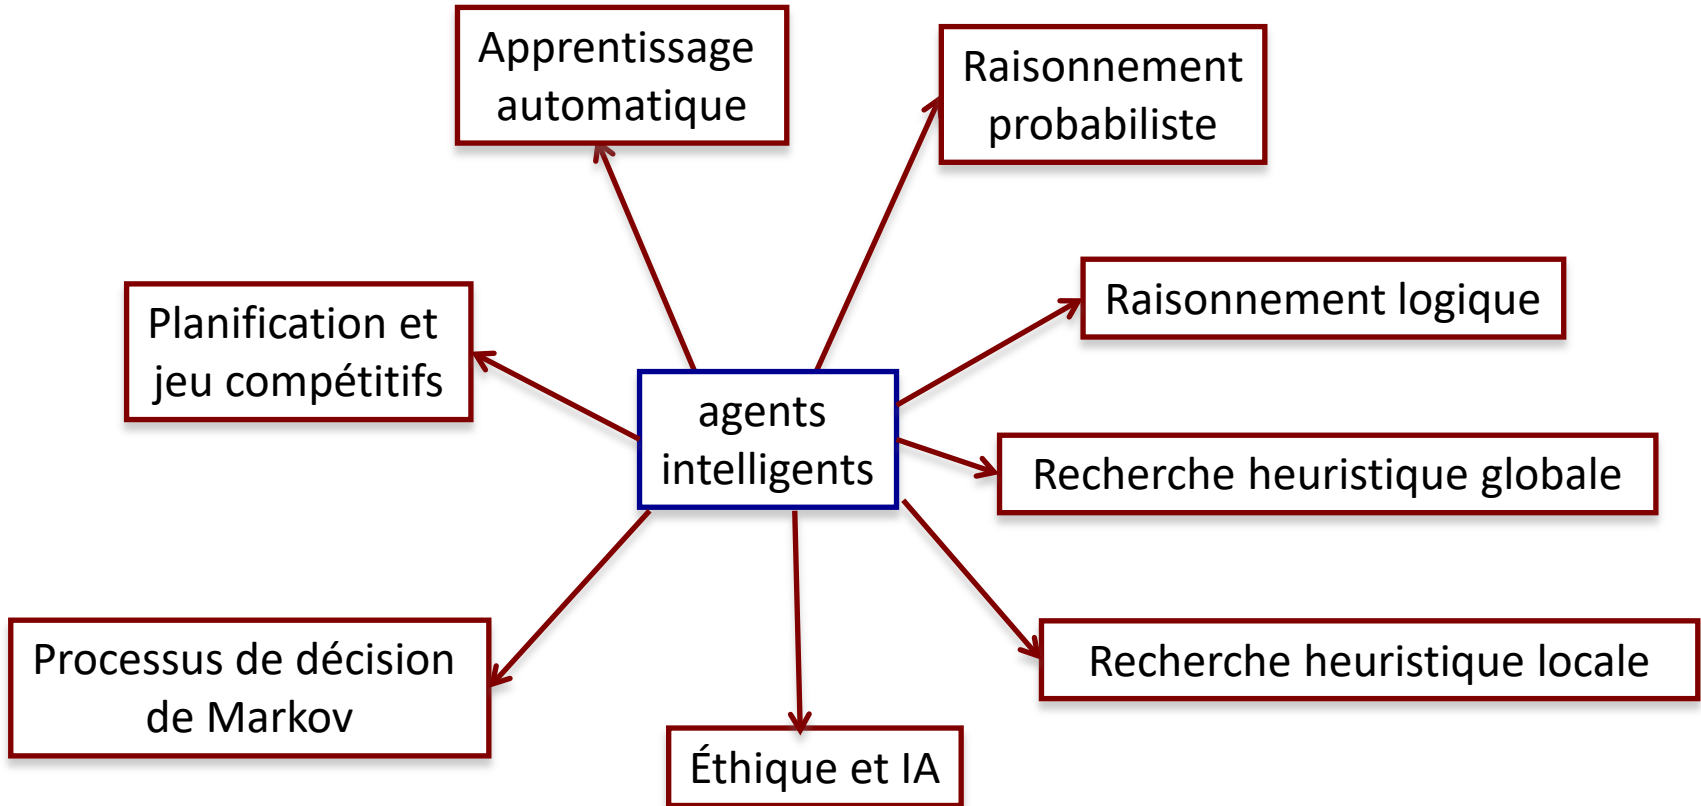 Apprentissage
automatique
Raisonnement
probabiliste
Raisonnement logique
Planification et
jeu compétitifs
agents
intelligents
Recherche heuristique globale
Processus de décision
de Markov
Recherche heuristique locale
Éthique et IA